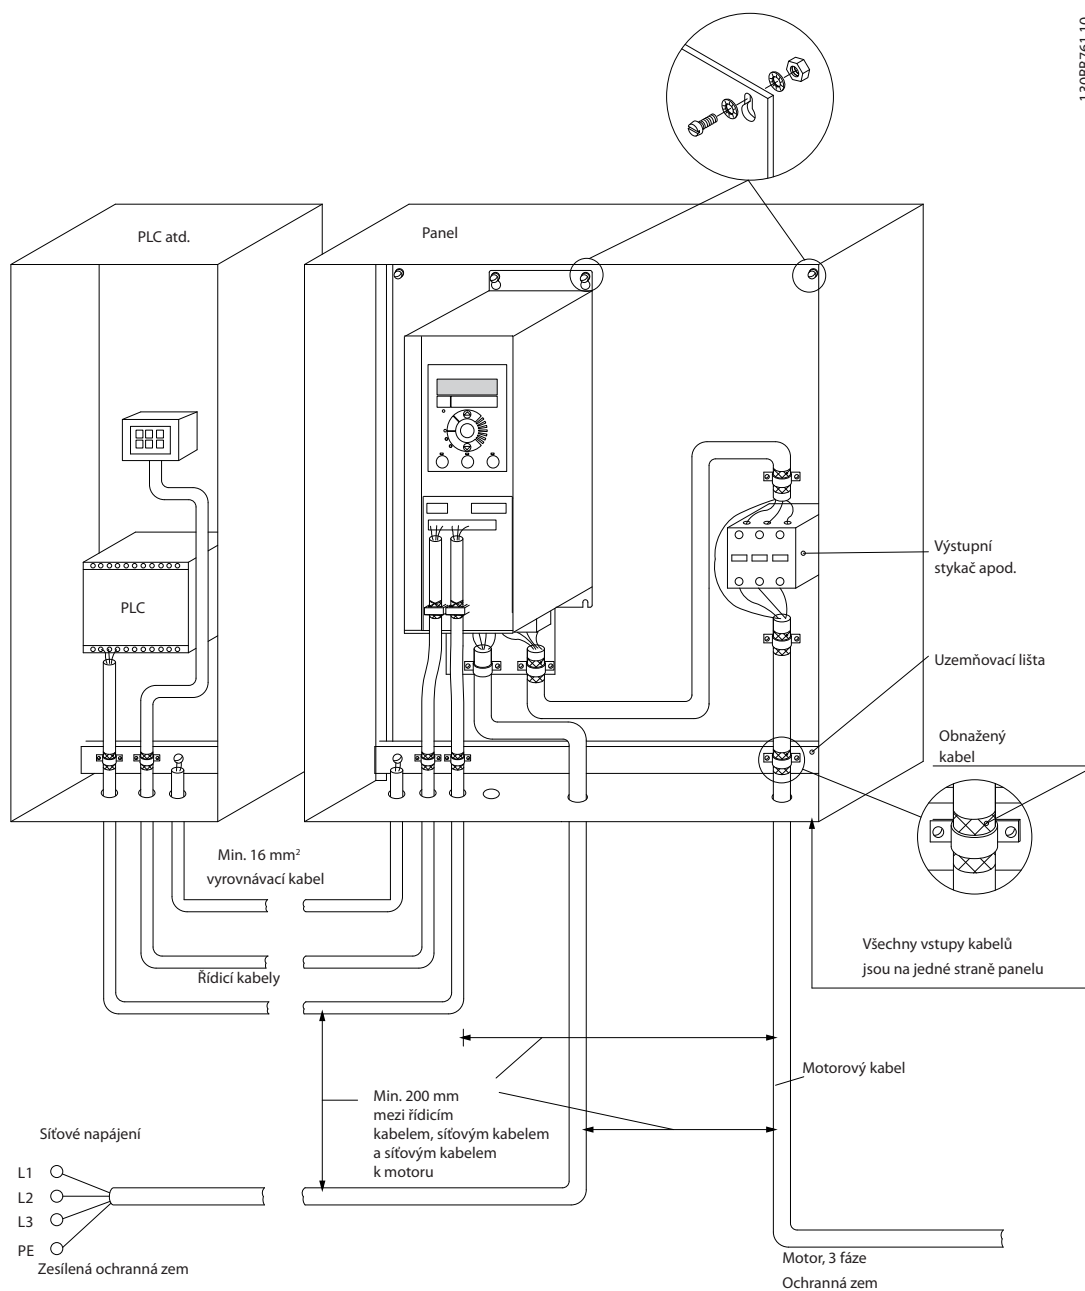 130BB761.10
PLC atd.
Panel
PLC
Výstupní
stykač apod.
Uzemňovací lišta
Obnažený
kabel
Min. 16 mm²
vyrovnávací kabel
Všechny vstupy kabelů
jsou na jedné straně panelu
Řídicí kabely
Motorový kabel
Min. 200 mm
mezi řídicím
kabelem, síťovým kabelem
a síťovým kabelem
k motoru
Síťové napájení
L1
L2
L3
PE
Zesílená ochranná zem
Motor, 3 fáze
Ochranná zem